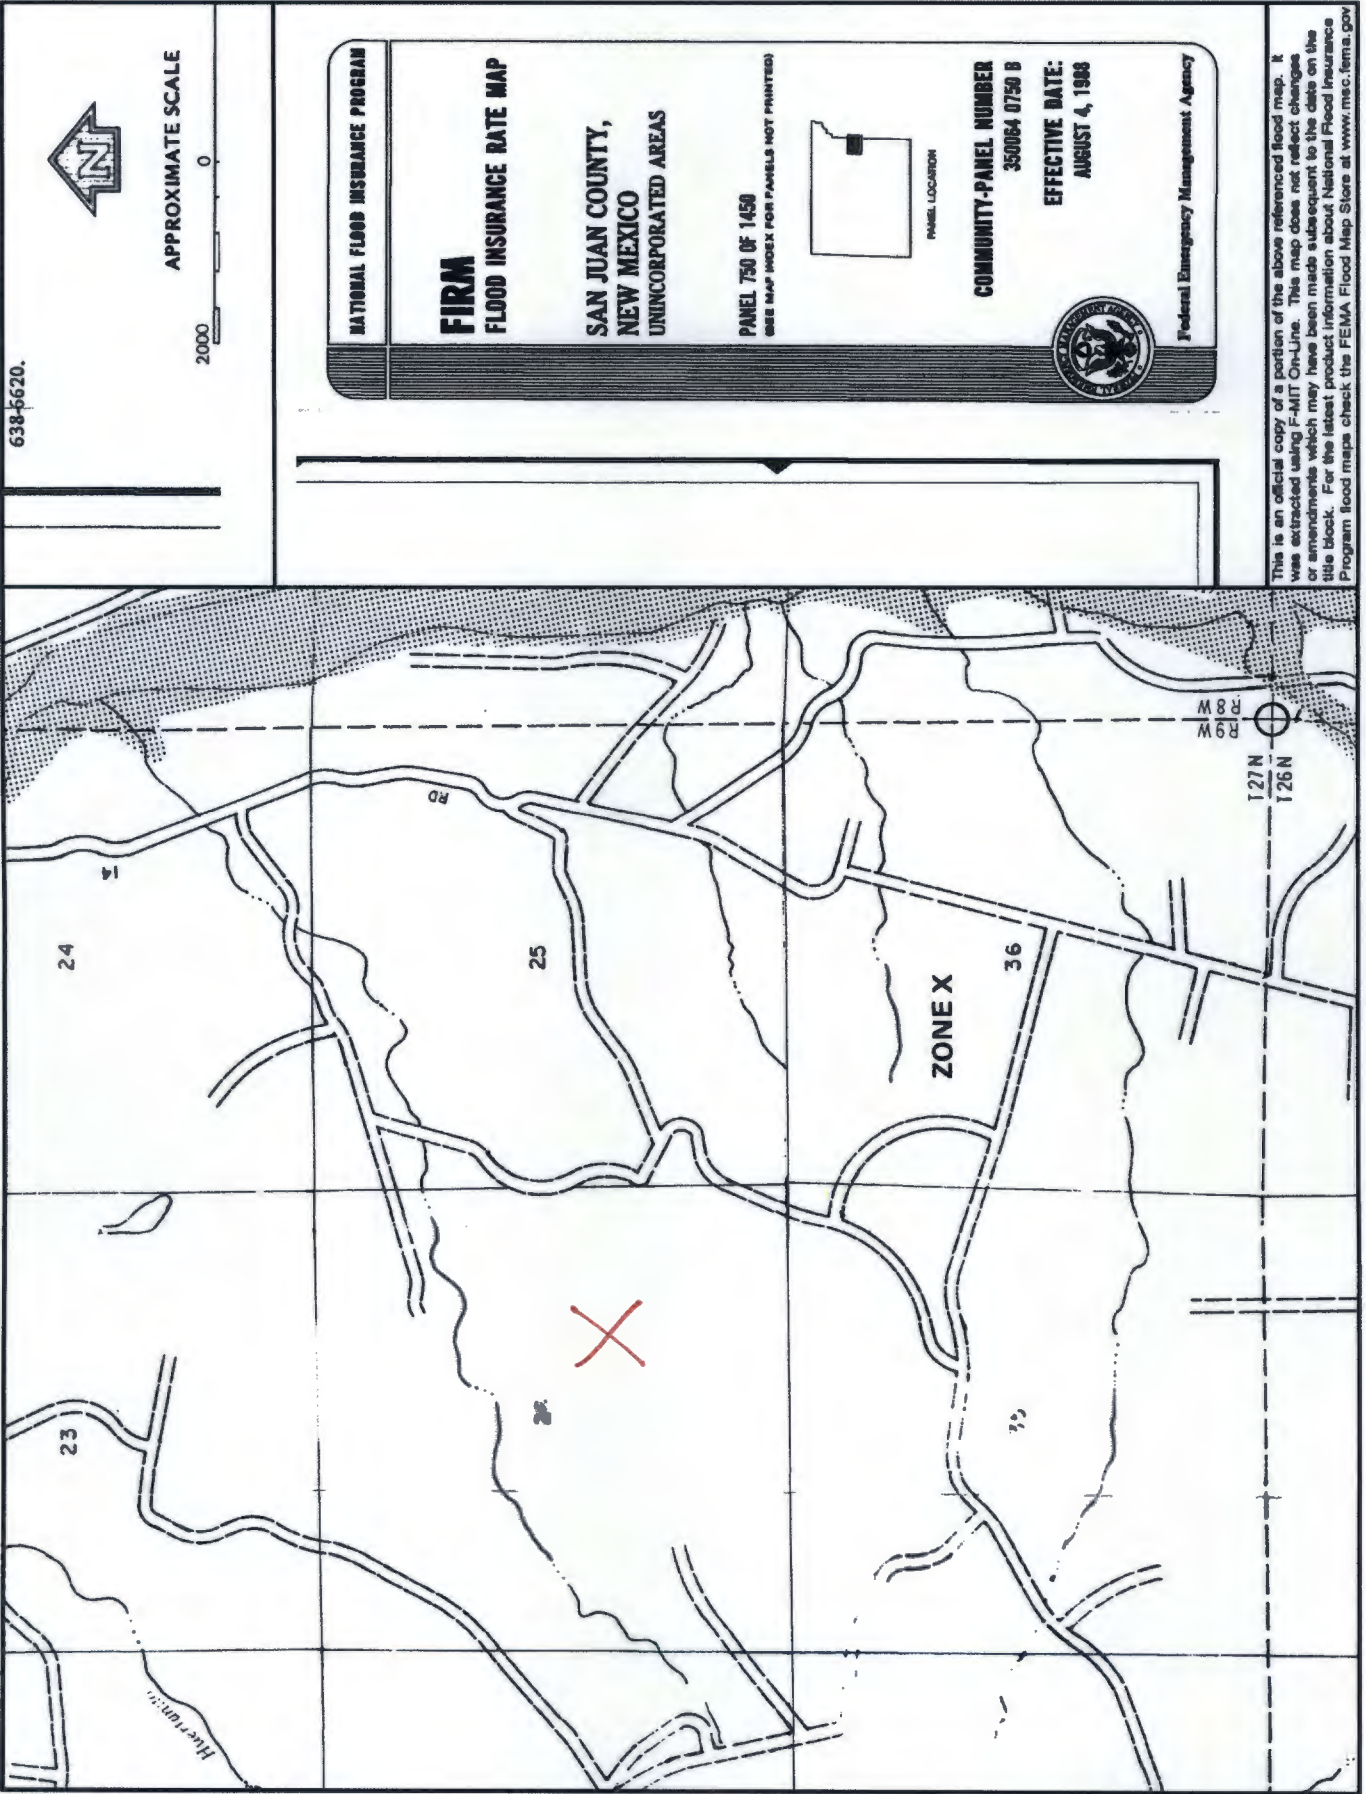 638-6620.
APPROXIMATE SCALE
2000 0
N
NATIONAL FLOOD INSURANCE PROGRAM
FIRM
FLOOD INSURANCE RATE MAP
SAN JUAN COUNTY,
NEW MEXICO
UNINCORPORATED AREAS
PANEL 750 OF 1450
(SEE MAP INDEX FOR PANELS NOT PRINTED)
PANEL LOCATION
COMMUNITY-PANEL NUMBER
350064 0750 B
EFFECTIVE DATE:
AUGUST 4, 1988
Federal Emergency Management Agency
This is an official copy of a portion of the above referenced flood map. It
was extracted using F-MIT On-Line. This map does not reflect changes
or amendments which may have been made subsequent to the date on the
title block. For the latest product information about National Flood Insurance
Program flood maps check the FEMA Flood Map Store at www.msc.fema.gov
24
14
RD
25
36
ZONE X
R 9 W
R 8 W
T 27 N
T 26 N
23
35